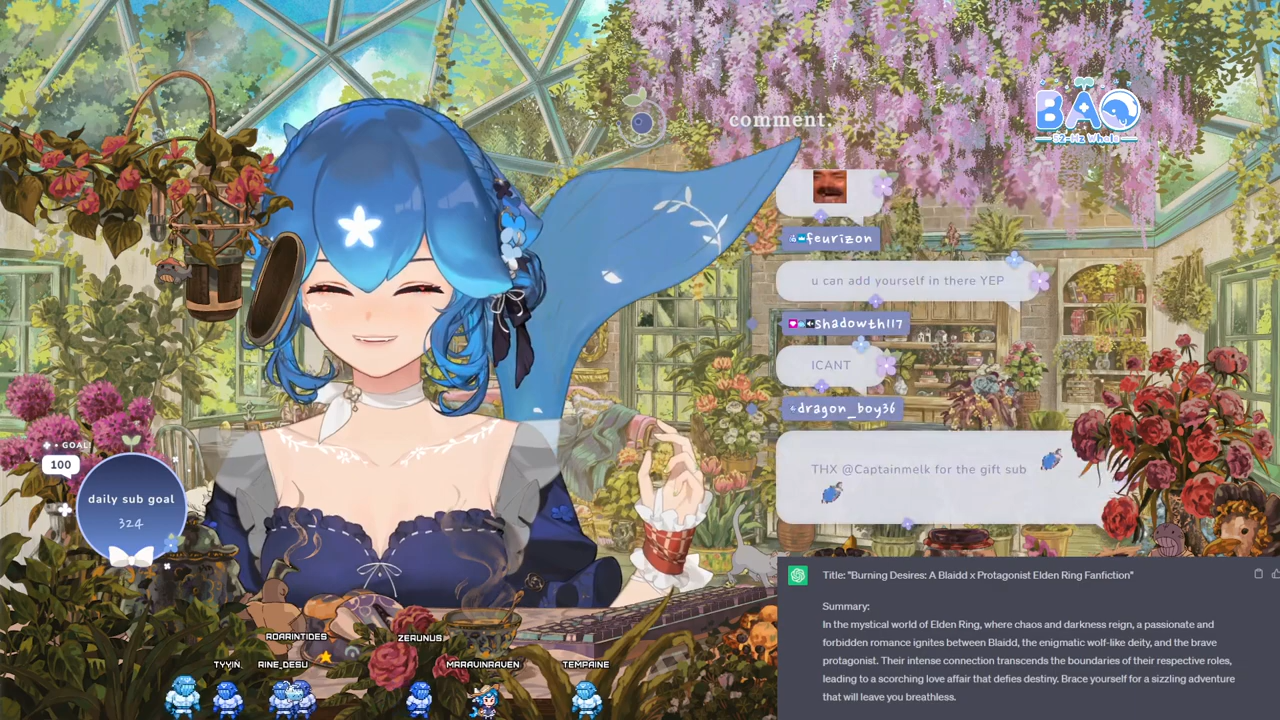 comment.
BAO
52-Hz Whale
feurizon
u can add yourself in there YEP
shadowth117
ICANT
dragon_boy36
THX @Captainmelk for the gift sub
• GOAL!
100
daily sub goal
324
ROARINTIDES
ZERUNUS
TYYIN
RINE_DESU
MRRAVINRAVEN
TEMPAINE
Title: "Burning Desires: A Blaidd x Protagonist Elden Ring Fanfiction"
Summary:
In the mystical world of Elden Ring, where chaos and darkness reign, a passionate and
forbidden romance ignites between Blaidd, the enigmatic wolf-like deity, and the brave
protagonist. Their intense connection transcends the boundaries of their respective roles,
leading to a scorching love affair that defies destiny. Brace yourself for a sizzling adventure
that will leave you breathless.